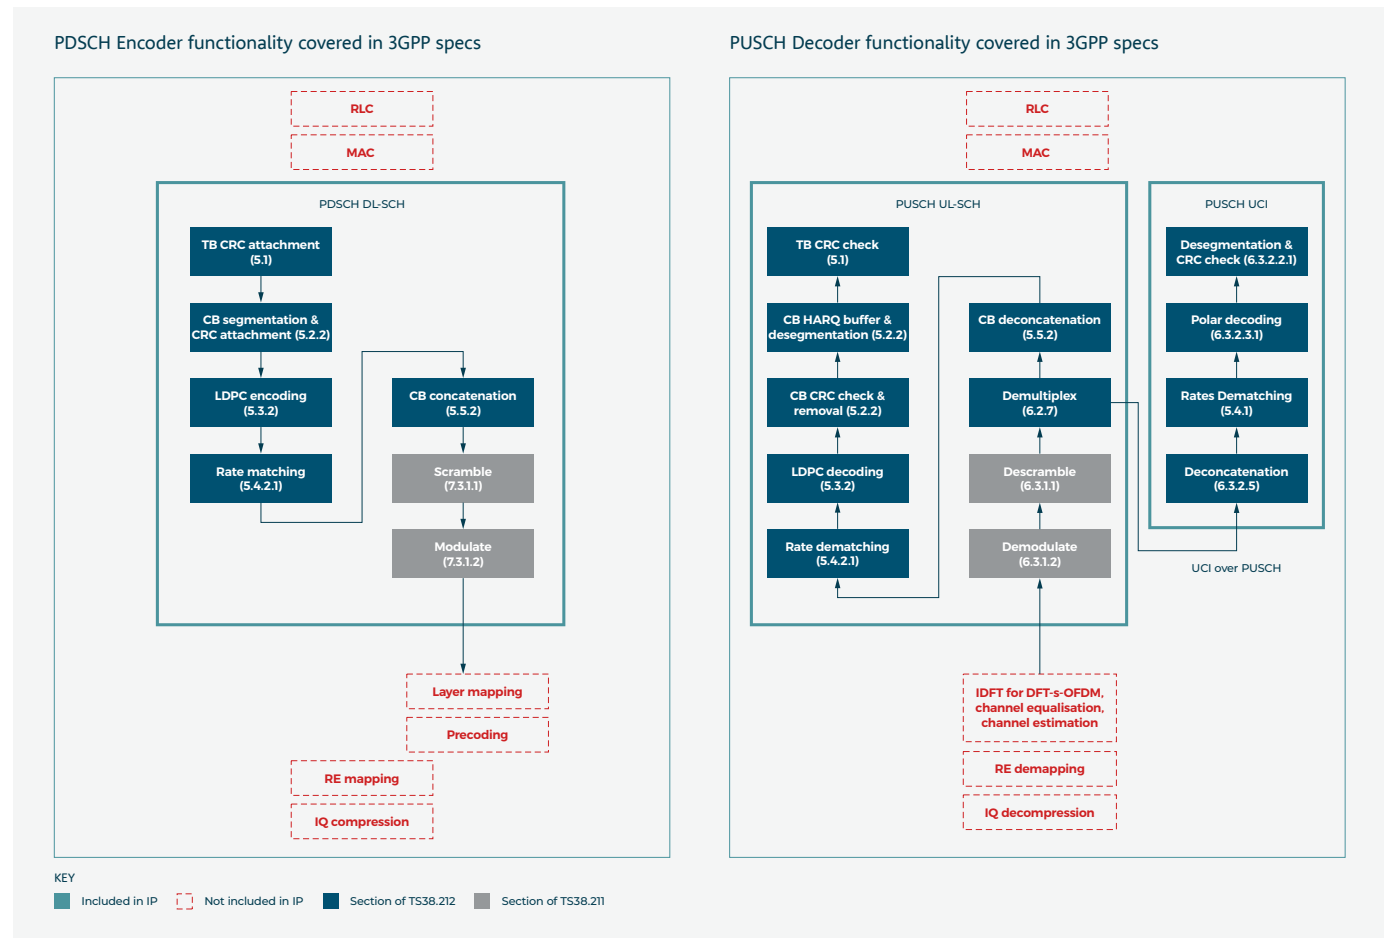 PDSCH Encoder functionality covered in 3GPP specs
RLC
MAC
PDSCH DL-SCH
TB CRC attachment
(5.1)
CB segmentation &
CRC attachment (5.2.2)
LDPC encoding
(5.3.2)
Rate matching
(5.4.2.1)
CB concatenation
(5.5.2)
Scramble
(7.3.1.1)
Modulate
(7.3.1.2)
Layer mapping
Precoding
RE mapping
IQ compression
PUSCH Decoder functionality covered in 3GPP specs
RLC
MAC
PUSCH UL-SCH
TB CRC check
(5.1)
CB HARQ buffer &
desegmentation (5.2.2)
CB CRC check &
removal (5.2.2)
LDPC decoding
(5.3.2)
Rate dematching
(5.4.2.1)
CB deconcatenation
(5.5.2)
Demultiplex
(6.2.7)
Descramble
(6.3.1.1)
Demodulate
(6.3.1.2)
PUSCH UCI
Desegmentation &
CRC check (6.3.2.2.1)
Polar decoding
(6.3.2.3.1)
Rates Dematching
(5.4.1)
Deconcatenation
(6.3.2.5)
UCI over PUSCH
IDFT for DFT-s-OFDM,
channel equalisation,
channel estimation
RE demapping
IQ decompression
KEY
Included in IP
Not included in IP
Section of TS38.212
Section of TS38.211